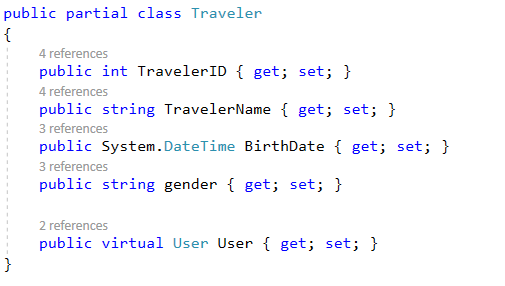 public partial class Traveler
{
4 references
public int TravelerID { get; set; }
4 references
public string TravelerName { get; set; }
3 references
public System.DateTime BirthDate { get; set; }
3 references
public string gender { get; set; }
2 references
public virtual User User { get; set; }
}